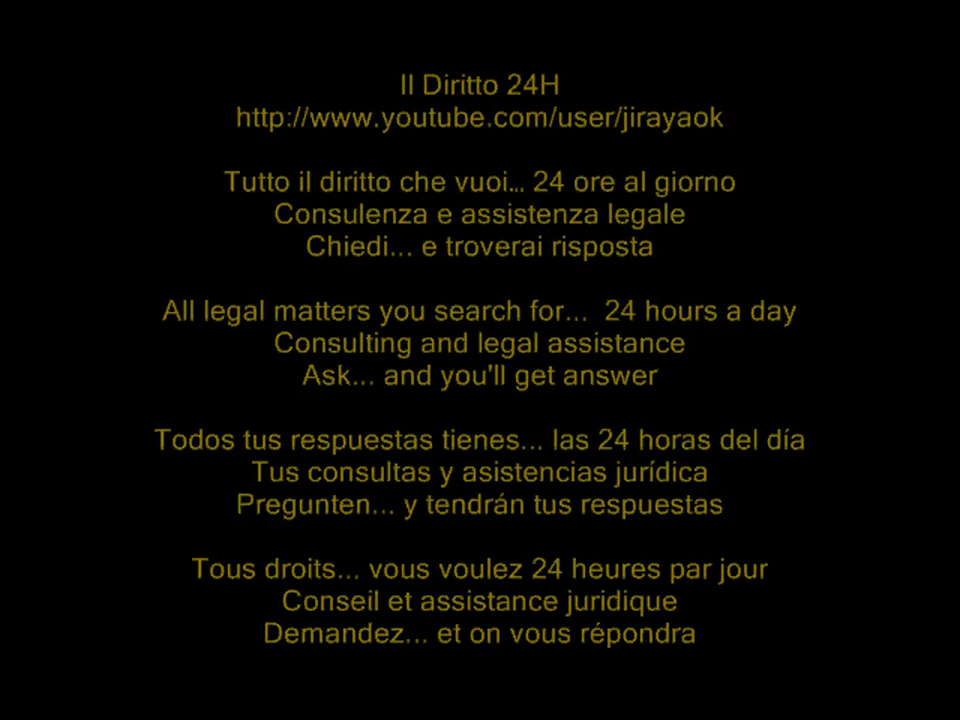 Il Diritto 24H
http://www.youtube.com/user/jirayaok
Tutto il diritto che vuoi... 24 ore al giorno
Consulenza e assistenza legale
Chiedi... e troverai risposta
All legal matters you search for... 24 hours a day
Consulting and legal assistance
Ask... and you'll get answer
Todos tus respuestas tienes... las 24 horas del día
Tus consultas y asistencias jurídica
Pregunten... y tendrán tus respuestas
Tous droits... vous voulez 24 heures par jour
Conseil et assistance juridique
Demandez... et on vous répondra